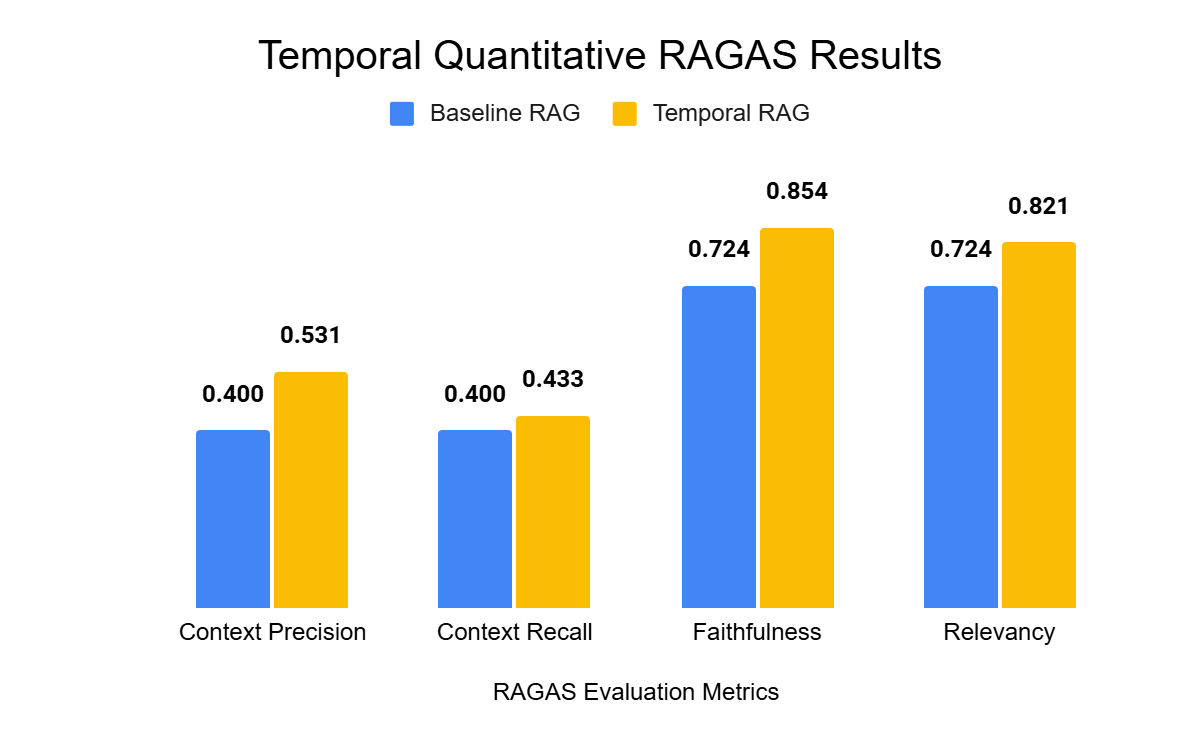 Temporal Quantitative RAGAS Results
Baseline RAG Temporal RAG
0.400 0.531 0.400 0.433 0.724 0.854 0.724 0.821
Context Precision Context Recall Faithfulness Relevancy
RAGAS Evaluation Metrics